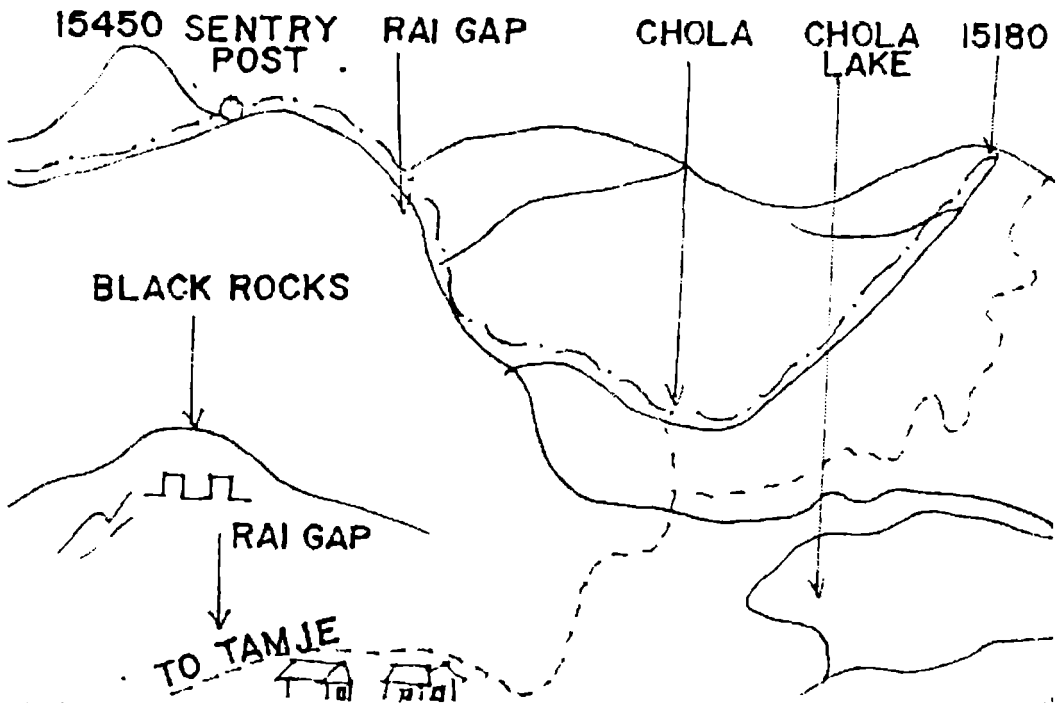 15450 SENTRY POST
RAI GAP
CHOLA
CHOLA LAKE
15180
BLACK ROCKS
RAI GAP
TO TAMJE